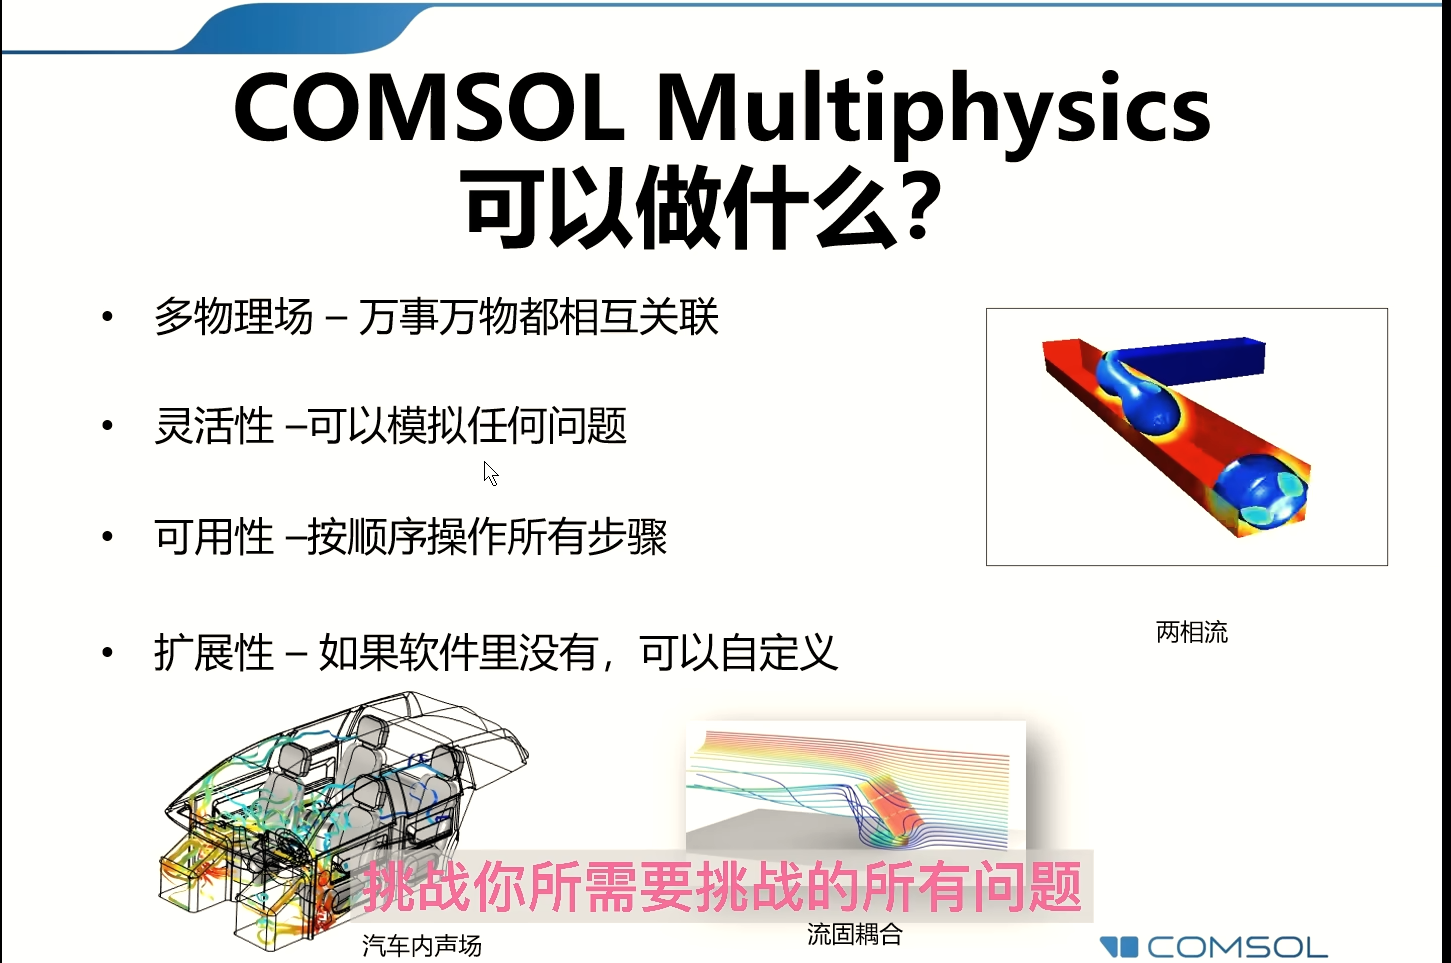 COMSOL Multiphysics
可以做什么？
• 多物理场 – 万事万物都相互关联
• 灵活性 –可以模拟任何问题
• 可用性 –按顺序操作所有步骤
• 扩展性 – 如果软件里没有，可以自定义
两相流
挑战你所需要挑战的所有问题
汽车内声场
流固耦合
COMSOL